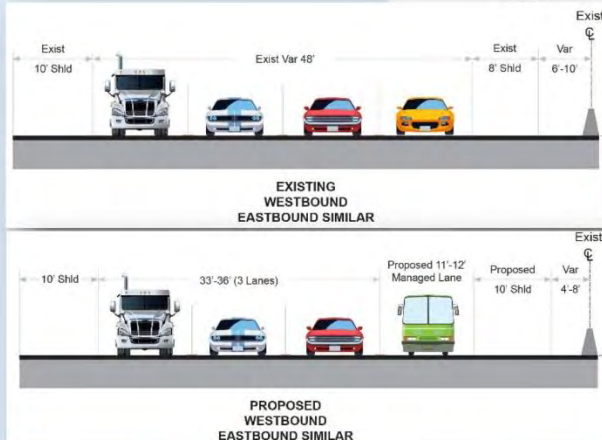 Exist
℄
Exist
10' Shld
Exist Var 48'
Exist
8' Shld
Var
6'-10'
EXISTING
WESTBOUND
EASTBOUND SIMILAR
Exist
℄
10' Shld
33'-36' (3 Lanes)
Proposed 11'-12'
Managed Lane
Proposed
10' Shld
Var
4'-8'
PROPOSED
WESTBOUND
EASTBOUND SIMILAR